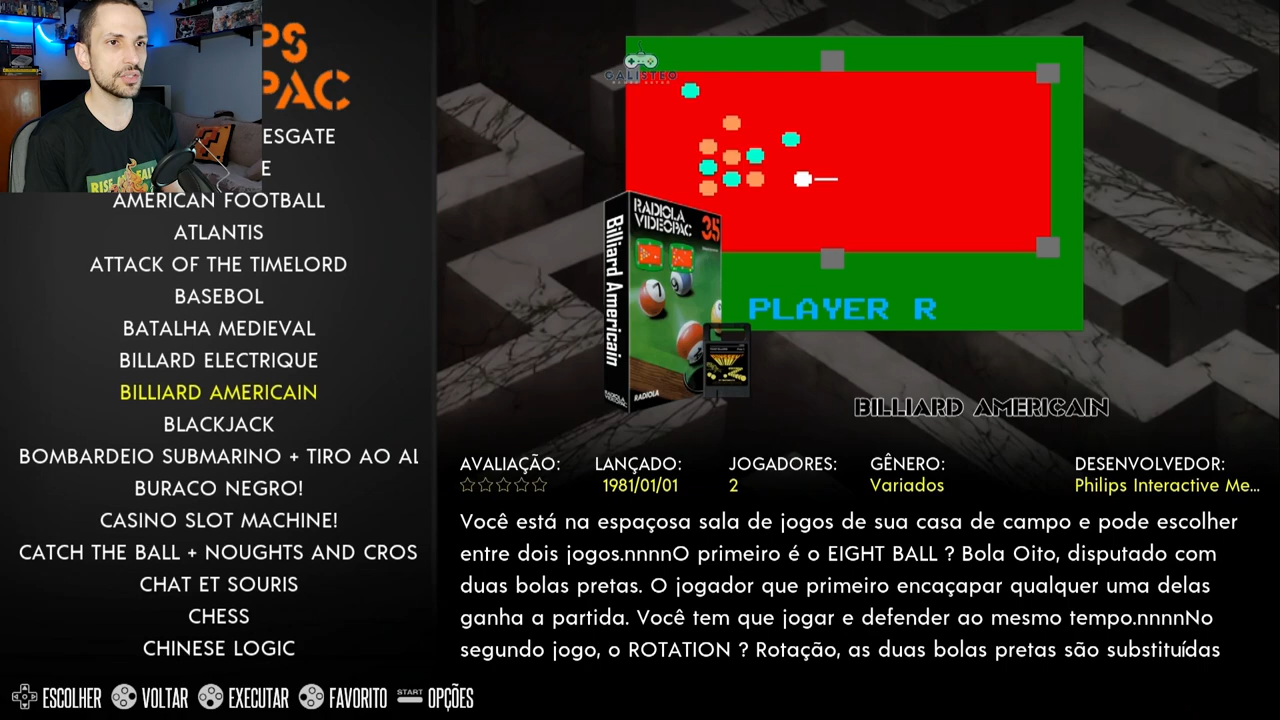 PS
PAC
ESGATE
E
AMERICAN FOOTBALL
ATLANTIS
ATTACK OF THE TIMELORD
BASEBOL
BATALHA MEDIEVAL
BILLARD ELECTRIQUE
BILLIARD AMERICAIN
BLACKJACK
BOMBARDEIO SUBMARINO + TIRO AO AL
BURACO NEGRO!
CASINO SLOT MACHINE!
CATCH THE BALL + NOUGHTS AND CROS
CHAT ET SOURIS
CHESS
CHINESE LOGIC
RISE
GALISTEO
PLAYER R
RADIOLA
VIDEOPAC
35
Billiard Americain
RADIOLA
BILLIARD AMERICAIN
AVALIAÇÃO: LANÇADO: JOGADORES: GÊNERO: DESENVOLVEDOR:
1981/01/01 2 Variados Philips Interactive Me...
Você está na espaçosa sala de jogos de sua casa de campo e pode escolher
entre dois jogos.nnnnO primeiro é o EIGHT BALL ? Bola Oito, disputado com
duas bolas pretas. O jogador que primeiro encaçapar qualquer uma delas
ganha a partida. Você tem que jogar e defender ao mesmo tempo.nnnnNo
segundo jogo, o ROTATION ? Rotação, as duas bolas pretas são substituídas
ESCOLHER VOLTAR EXECUTAR FAVORITO START OPÇÕES